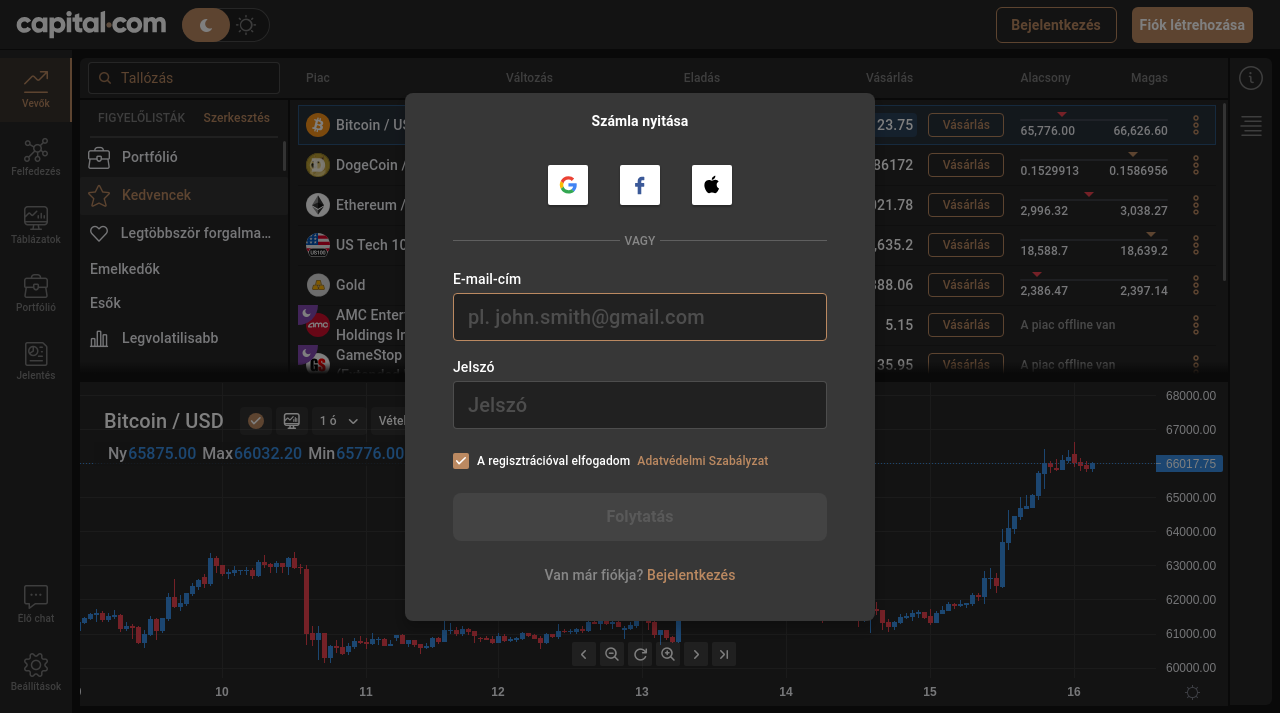 capital.com
Bejelentkezés
Fiók létrehozása
Vevők
Felfedezés
Táblázatok
Portfólió
Jelentés
Élő chat
Beállítások
Tallózás
FIGYELŐLISTÁK Szerkesztés
Portfólió
Kedvencek
Legtöbbször forgalma...
Emelkedők
Esők
Legvolatilisabb
Piac Változás Eladás Vásárlás Alacsony Magas
Bitcoin / US 23.75 Vásárlás 65,776.00 66,626.60
DogeCoin / 36172 Vásárlás 0.1529913 0.1586956
Ethereum / 21.78 Vásárlás 2,996.32 3,038.27
US Tech 10 ,635.2 Vásárlás 18,588.7 18,639.2
Gold 88.06 Vásárlás 2,386.47 2,397.14
AMC Enter
Holdings In 5.15 Vásárlás A piac offline van
GameStop
35.95 Vásárlás A piac offline van
Számla nyitása
VAGY
E-mail-cím
pl. john.smith@gmail.com
Jelszó
Jelszó
A regisztrációval elfogadom Adatvédelmi Szabályzat
Folytatás
Van már fiókja? Bejelentkezés
Bitcoin / USD 1 ó Vétel
Ny65875.00 Max66032.20 Min65776.00
68000.00
67000.00
66017.75
65000.00
64000.00
63000.00
62000.00
61000.00
60000.00
10 11 12 13 14 15 16